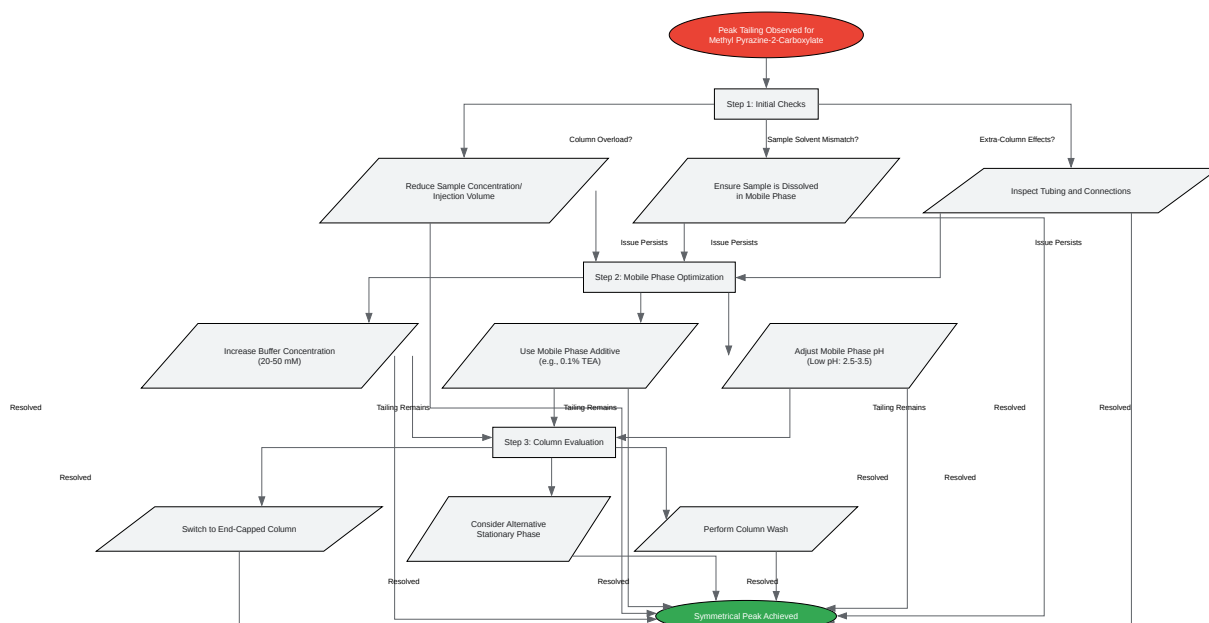 Peak Tailing Observed for
Methyl Pyrazine-2-Carboxylate
Step 1: Initial Checks
Column Overload?
Sample Solvent Mismatch?
Extra-Column Effects?
Reduce Sample Concentration/
Injection Volume
Ensure Sample is Dissolved
in Mobile Phase
Inspect Tubing and Connections
Issue Persists
Issue Persists
Issue Persists
Step 2: Mobile Phase Optimization
Increase Buffer Concentration
(20-50 mM)
Use Mobile Phase Additive
(e.g., 0.1% TEA)
Adjust Mobile Phase pH
(Low pH: 2.5-3.5)
Resolved
Tailing Remains
Tailing Remains
Tailing Remains
Resolved
Resolved
Step 3: Column Evaluation
Resolved
Resolved
Resolved
Switch to End-Capped Column
Consider Alternative
Stationary Phase
Perform Column Wash
Resolved
Resolved
Resolved
Symmetrical Peak Achieved